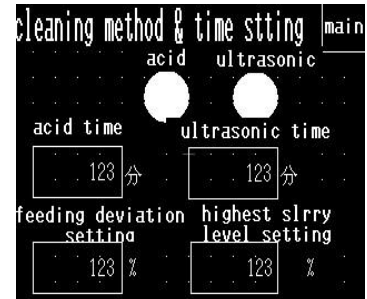 cleaning method & time stting main
acid ultrasonic
acid time ultrasonic time
123 分 123 分
feeding deviation highest slrry
setting level setting
123 % 123 %